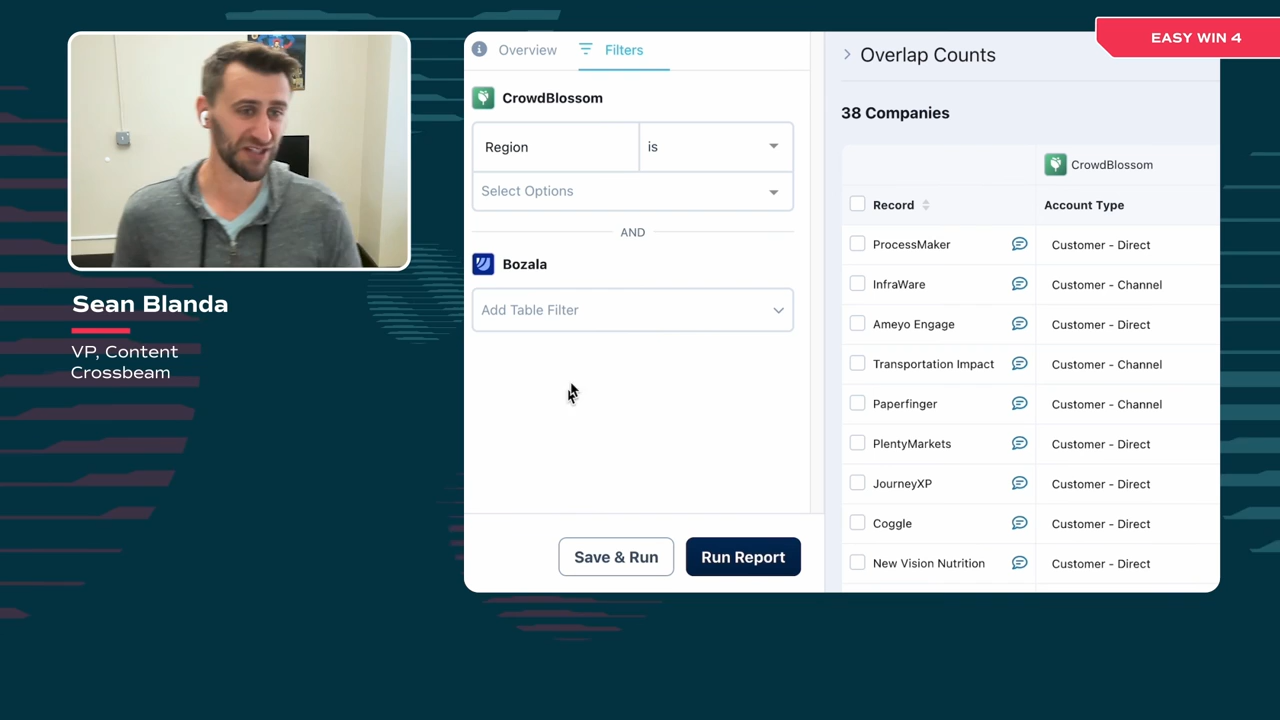 EASY WIN 4
Sean Blanda
VP, Content
Crossbeam
Overview
Filters
CrowdBlossom
Region
is
Select Options
AND
Bozala
Add Table Filter
Save & Run
Run Report
Overlap Counts
38 Companies
CrowdBlossom
Record
Account Type
ProcessMaker
Customer - Direct
InfraWare
Customer - Channel
Ameyo Engage
Customer - Direct
Transportation Impact
Customer - Channel
Paperfinger
Customer - Channel
PlentyMarkets
Customer - Direct
JourneyXP
Customer - Direct
Coggle
Customer - Direct
New Vision Nutrition
Customer - Direct